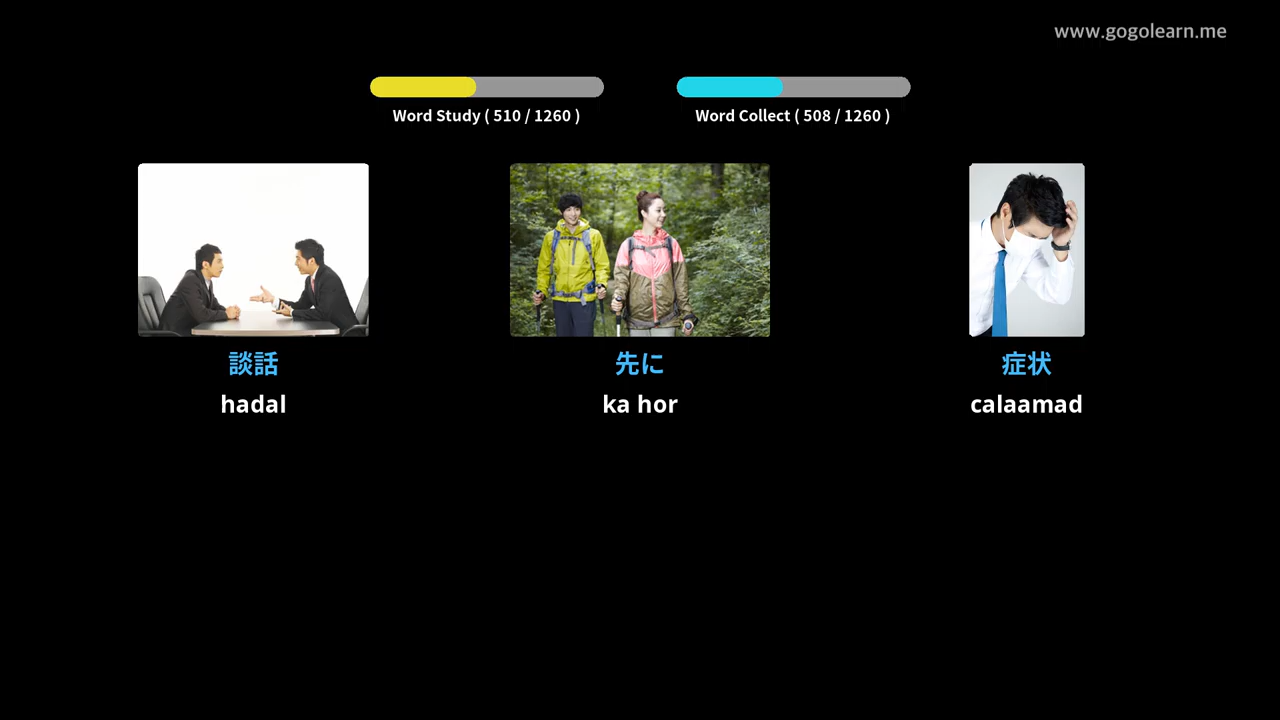 www.gogolearn.me
Word Study ( 510 / 1260 )
Word Collect ( 508 / 1260 )
談話
先に
症状
hadal
ka hor
calaamad